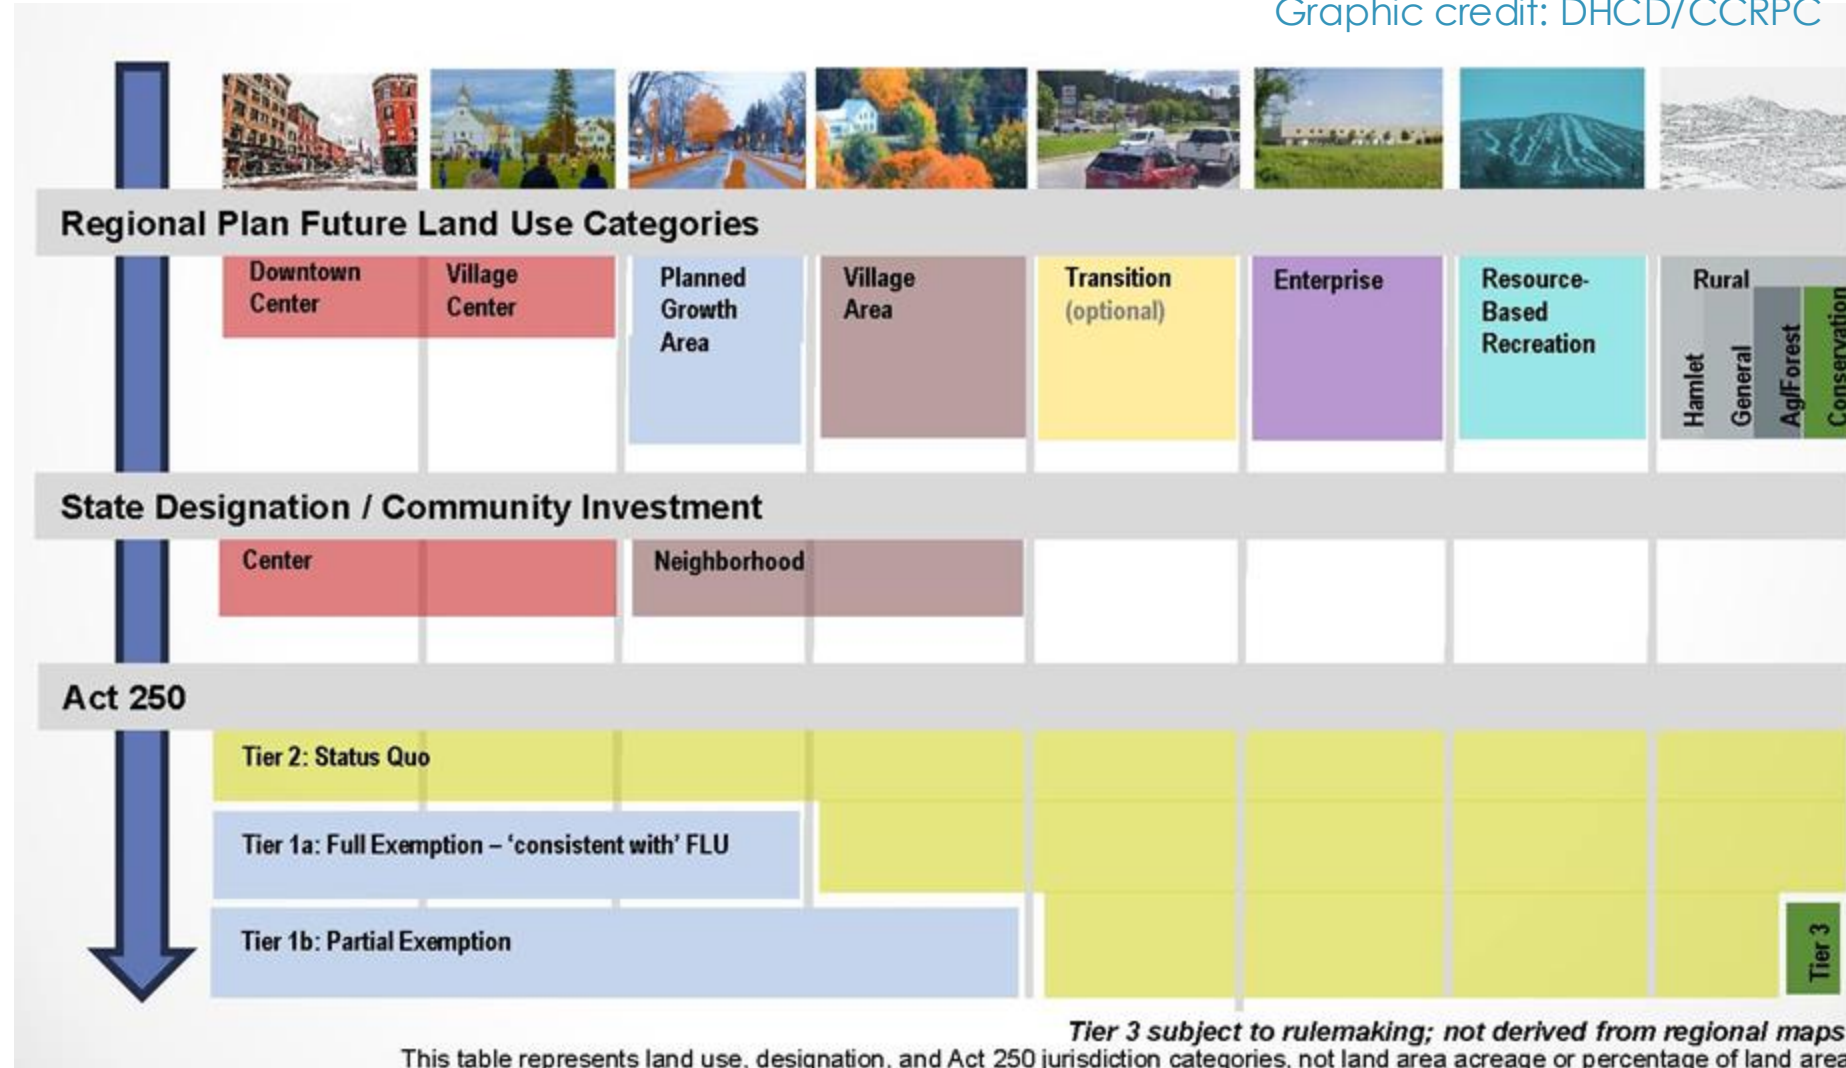 Graphic credit: DHCD/CCRPC
Regional Plan Future Land Use Categories
Downtown
Center
Village
Center
Planned
Growth
Area
Village
Area
Transition
(optional)
Enterprise
Resource-
Based
Recreation
Rural
Hamlet
General
Ag/Forest
Conservation
State Designation / Community Investment
Center
Neighborhood
Act 250
Tier 2: Status Quo
Tier 1a: Full Exemption – ‘consistent with’ FLU
Tier 1b: Partial Exemption
Tier 3
Tier 3 subject to rulemaking; not derived from regional maps
This table represents land use, designation, and Act 250 jurisdiction categories, not land area acreage or percentage of land area